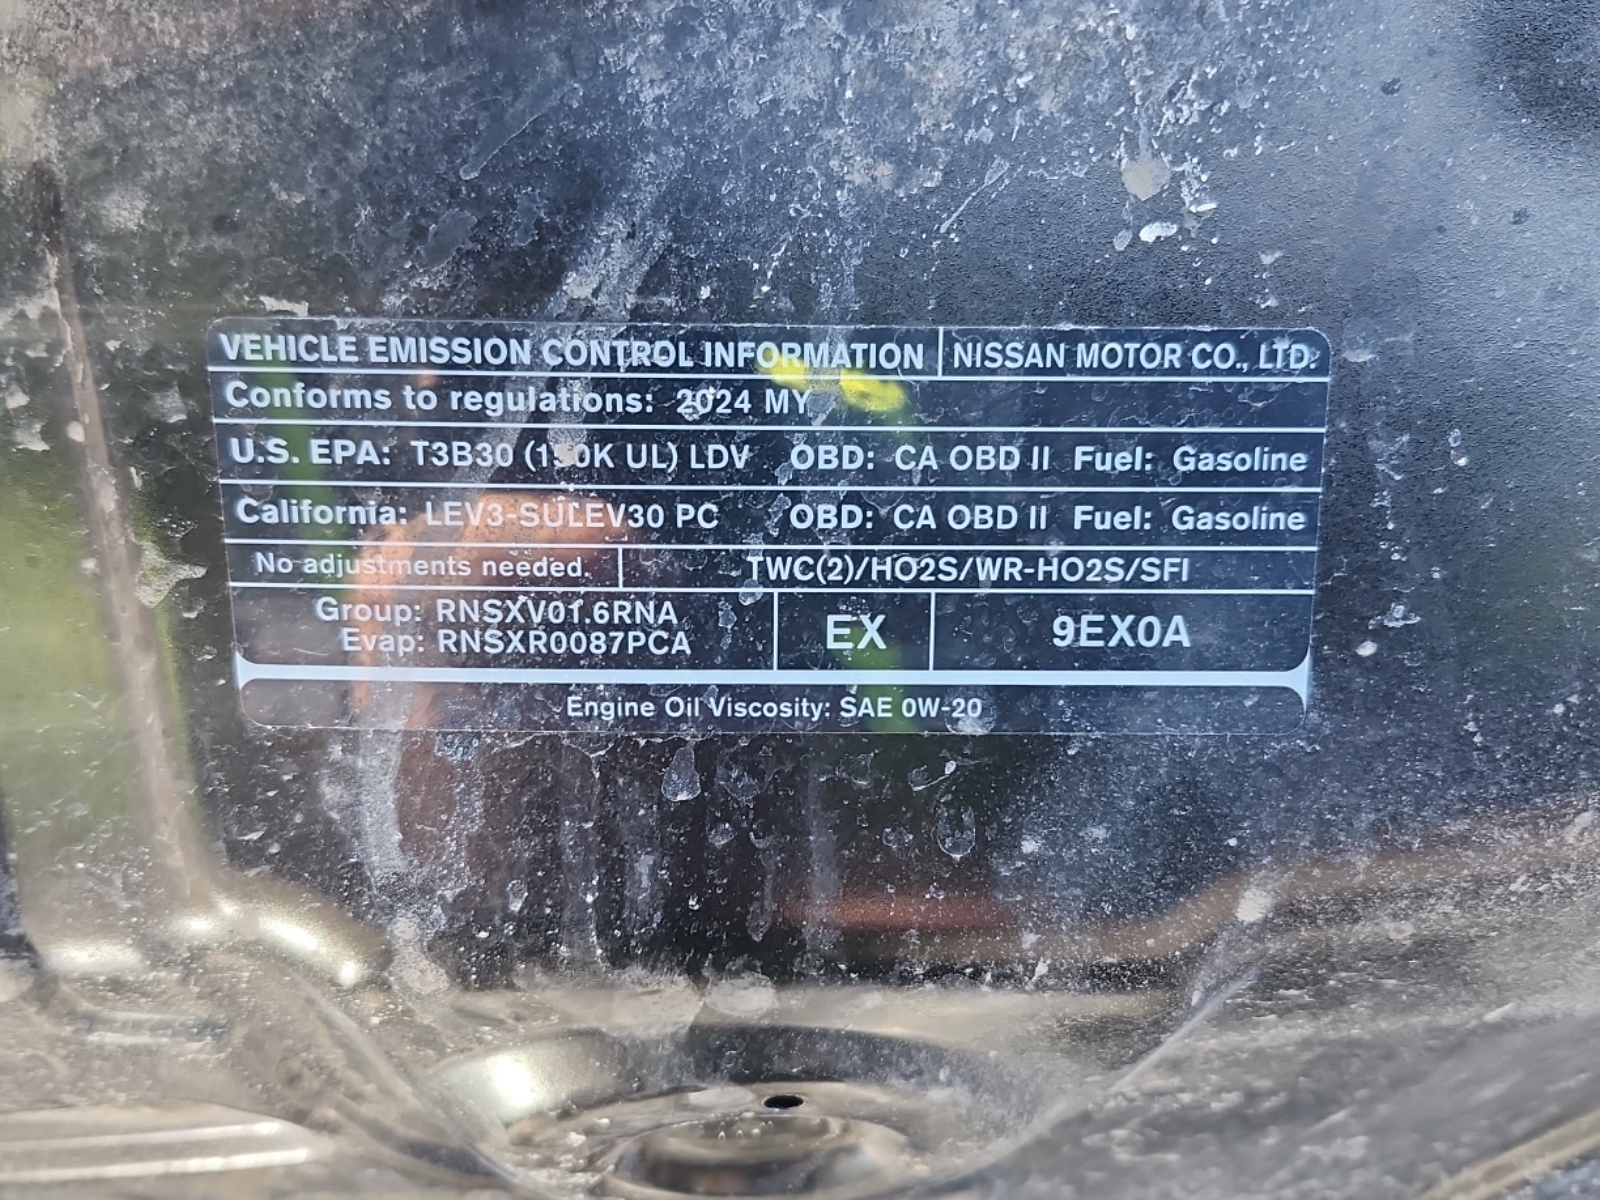 VEHICLE EMISSION CONTROL INFORMATION NISSAN MOTOR CO., LTD.
Conforms to regulations: 2024 MY
U.S. EPA: T3B30 (150K UL) LDV OBD: CA OBD II Fuel: Gasoline
California: LEV3-SULEV30 PC OBD: CA OBD II Fuel: Gasoline
No adjustments needed. TWC(2)/HO2S/WR-HO2S/SFI
Group: RNSXV01.6RNA
Evap: RNSXR0087PCA
EX
9EX0A
Engine Oil Viscosity: SAE 0W-20